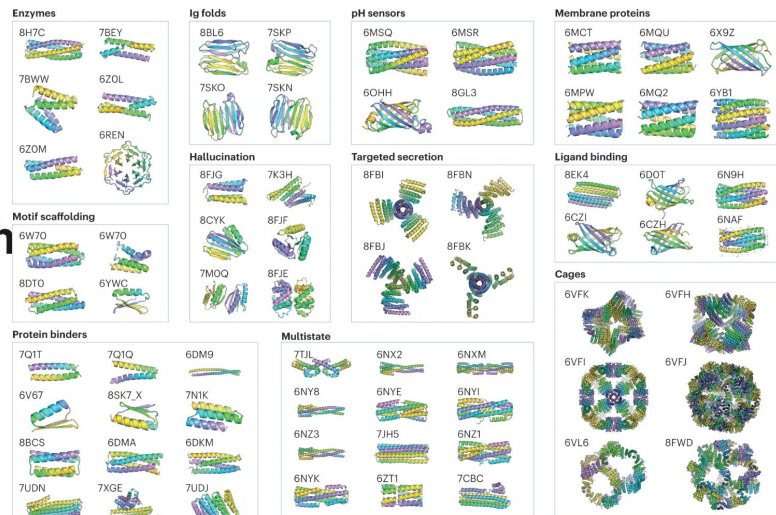 Enzymes
8H7C 7BEY
7BWW 6Z0L
6REN
6Z0M
Motif scaffolding
6W70 6W70
8DT0 6YWC
Ig folds
8BL6 7SKP
7SKO 7SKN
Hallucination
8FJG 7K3H
8CYK 8FJF
7M0Q 8FJE
pH sensors
6MSQ 6MSR
6OHH 8GL3
Targeted secretion
8FBI 8FBN
8FBJ 8FBK
Membrane proteins
6MCT 6MQU 6X9Z
6MPW 6MQ2 6YB1
Ligand binding
8EK4 6D0T 6N9H
6CZI 6CZH 6NAF
Cages
6VFK 6VFH
6VFI 6VFJ
6VL6 8FWD
Protein binders
7Q1T 7Q1Q 6DM9
6V67 8SK7_X 7N1K
8BCS 6DMA 6DKM
7UDN 7XGE 7UDJ
Multistate
7TJL 6NX2 6NXM
6NY8 6NYE 6NYI
6NZ3 7JH5 6NZ1
6NYK 6ZT1 7CBC